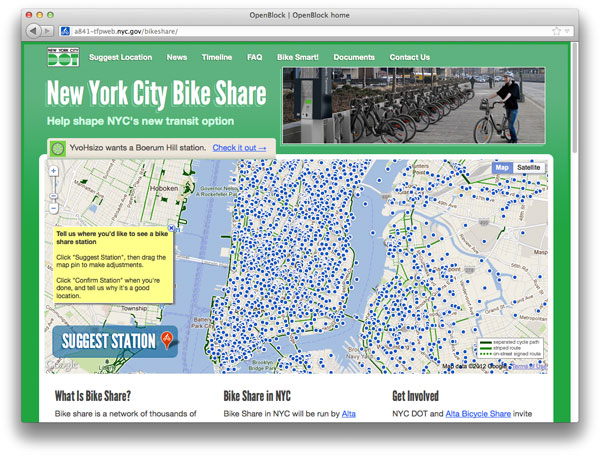 OpenBlock | OpenBlock home
a841-tfpweb.nyc.gov/bikeshare/
NEW YORK CITY
DOT
Suggest Location News Timeline FAQ Bike Smart! Documents Contact Us
New York City Bike Share
Help shape NYC's new transit option
YvoHsizo wants a Boerum Hill station. Check it out →
Map Satellite
Hoboken
Tell us where you'd like to see a bike
share station
Click "Suggest Station", then drag the
map pin to make adjustments.
Click "Confirm Station" when you're
done, and tell us why it's a good
location.
Township
SUGGEST STATION
Brooklyn
Bridge Park
Metropolitan
separated cycle path
striped route
on-street signed route
Google
Map data ©2012 Google - Terms of Use
What Is Bike Share?
Bike share is a network of thousands of
Bike Share in NYC
Bike Share in NYC will be run by Alta
Get Involved
NYC DOT and Alta Bicycle Share invite